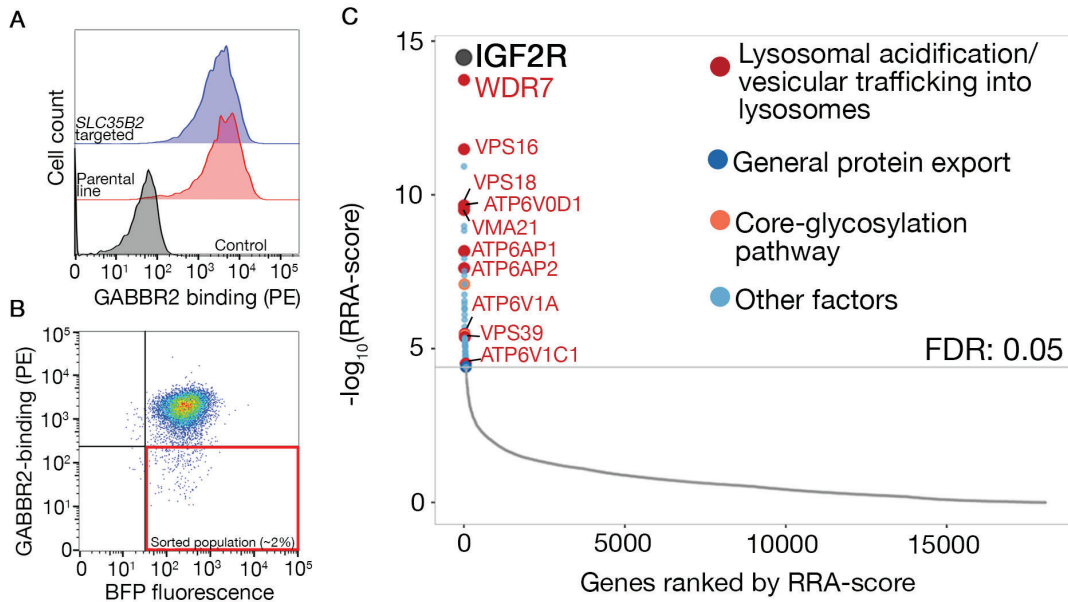 A
Cell count
SLC35B2
targeted
Parental
line
Control
0 10¹ 10² 10³ 10⁴ 10⁵
GABBR2 binding (PE)
B
GABBR2-binding (PE)
10⁵
10⁴
10³
10²
10¹
0
Sorted population (~2%)
0 10¹ 10² 10³ 10⁴ 10⁵
BFP fluorescence
C
-log₁₀(RRA-score)
15
10
5
0
IGF2R
WDR7
VPS16
VPS18
ATP6V0D1
VMA21
ATP6AP1
ATP6AP2
ATP6V1A
VPS39
ATP6V1C1
Lysosomal acidification/
vesicular trafficking into
lysosomes
General protein export
Core-glycosylation
pathway
Other factors
FDR: 0.05
0 5000 10000 15000
Genes ranked by RRA-score